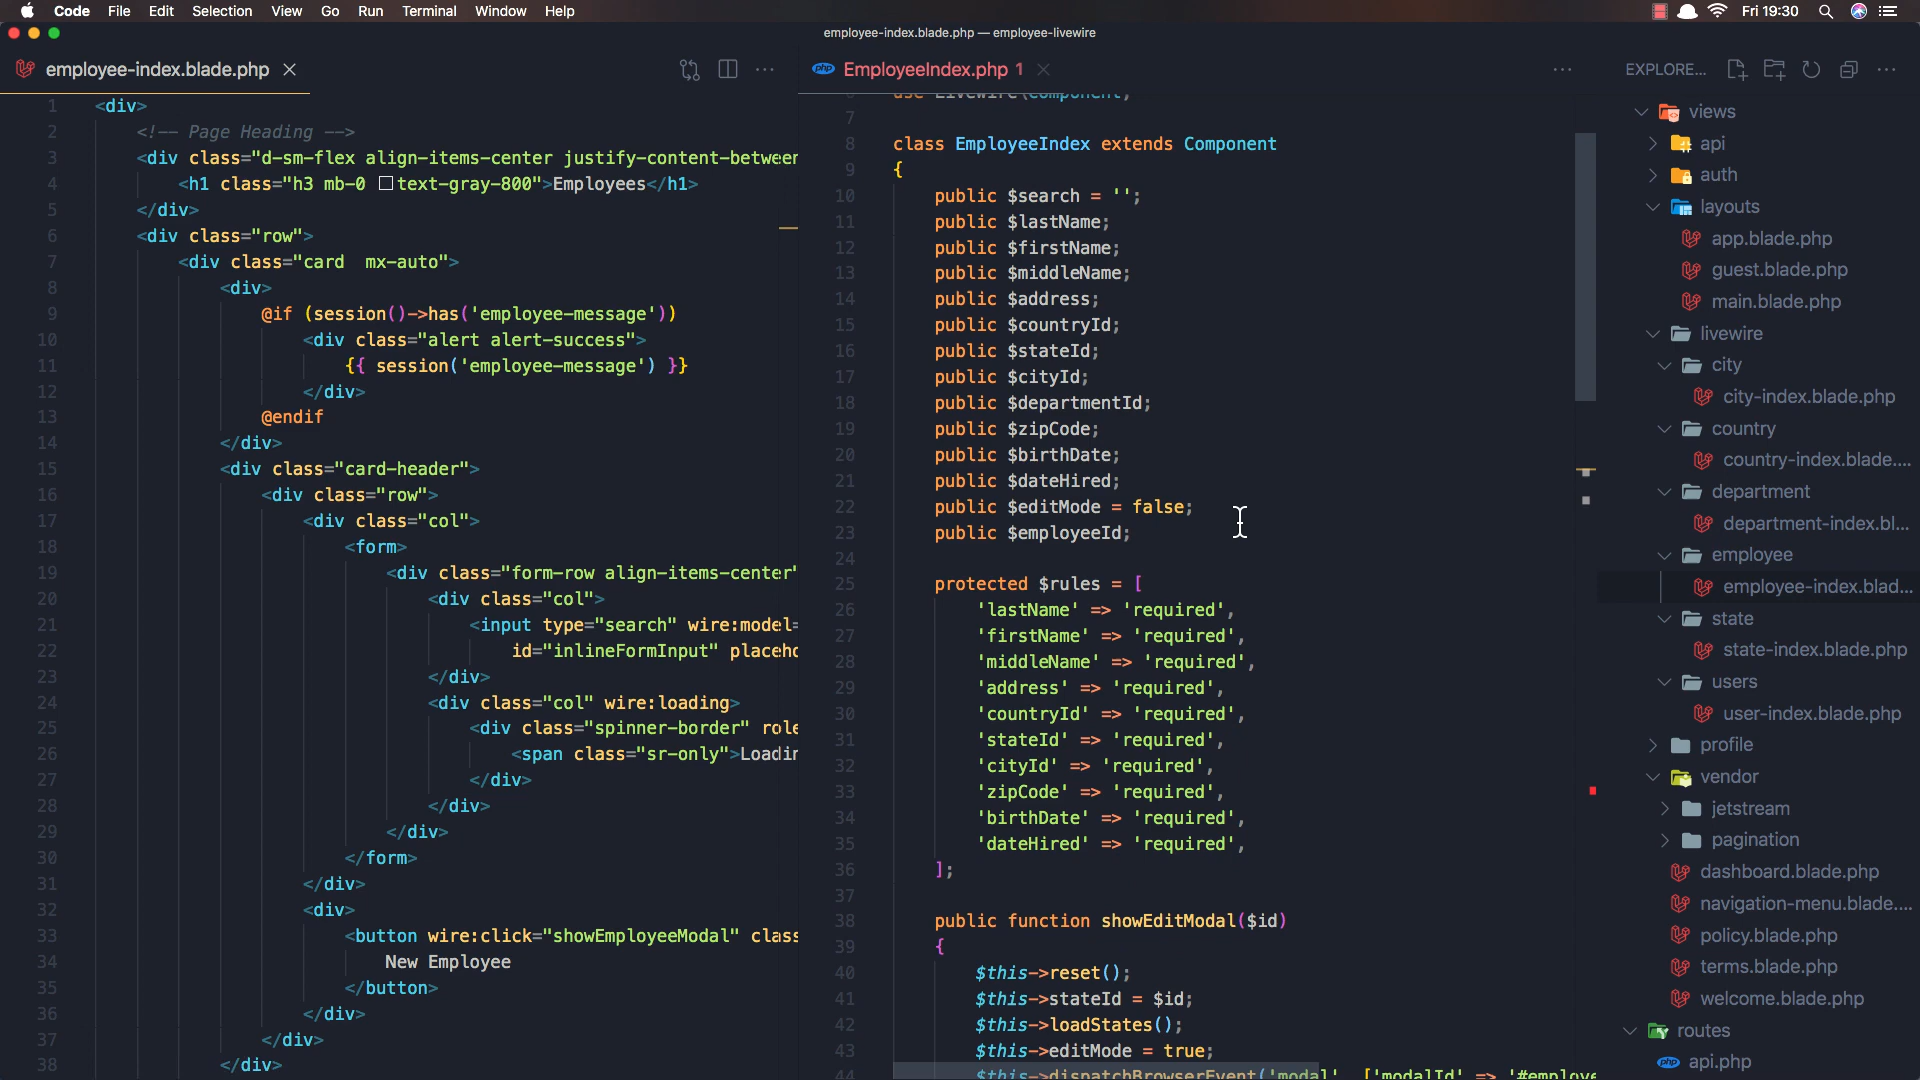 Code File Edit Selection View Go Run Terminal Window Help
Fri 19:30
employee-index.blade.php — employee-livewire
employee-index.blade.php
1 <div>
2 <!-- Page Heading -->
3 <div class="d-sm-flex align-items-center justify-content-between
4 <h1 class="h3 mb-0 text-gray-800">Employees</h1>
5 </div>
6 <div class="row">
7 <div class="card  mx-auto">
8 <div>
9 @if (session()->has('employee-message'))
10 <div class="alert alert-success">
11 {{ session('employee-message') }}
12 </div>
13 @endif
14 </div>
15 <div class="card-header">
16 <div class="row">
17 <div class="col">
18 <form>
19 <div class="form-row align-items-center"
20 <div class="col">
21 <input type="search" wire:model=
22 id="inlineFormInput" placeho
23 </div>
24 <div class="col" wire:loading>
25 <div class="spinner-border" role
26 <span class="sr-only">Loadin
27 </div>
28 </div>
29 </div>
30 </form>
31 </div>
32 <div>
33 <button wire:click="showEmployeeModal" class
34 New Employee
35 </button>
36 </div>
37 </div>
38 </div>
php EmployeeIndex.php 1
use Livewire\Component;
7
8 class EmployeeIndex extends Component
9 {
10 public $search = '';
11 public $lastName;
12 public $firstName;
13 public $middleName;
14 public $address;
15 public $countryId;
16 public $stateId;
17 public $cityId;
18 public $departmentId;
19 public $zipCode;
20 public $birthDate;
21 public $dateHired;
22 public $editMode = false;
23 public $employeeId;
24
25 protected $rules = [
26 'lastName' => 'required',
27 'firstName' => 'required',
28 'middleName' => 'required',
29 'address' => 'required',
30 'countryId' => 'required',
31 'stateId' => 'required',
32 'cityId' => 'required',
33 'zipCode' => 'required',
34 'birthDate' => 'required',
35 'dateHired' => 'required',
36 ];
37
38 public function showEditModal($id)
39 {
40 $this->reset();
41 $this->stateId = $id;
42 $this->loadStates();
43 $this->editMode = true;
44 $this->dispatchBrowserEvent('modal', ['modalId' => '#employe
EXPLORE...
views
api
auth
layouts
app.blade.php
guest.blade.php
main.blade.php
livewire
city
city-index.blade.php
country
country-index.blade....
department
department-index.bl...
employee
employee-index.blad...
state
state-index.blade.php
users
user-index.blade.php
profile
vendor
jetstream
pagination
dashboard.blade.php
navigation-menu.blade....
policy.blade.php
terms.blade.php
welcome.blade.php
routes
php api.php